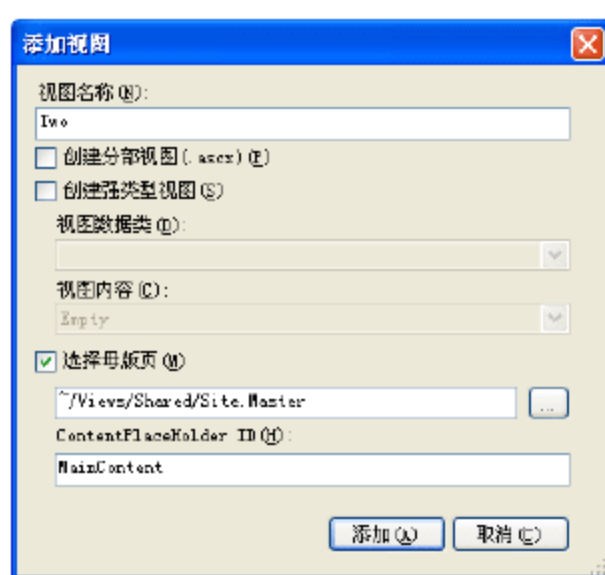 添加视图
视图名称(N):
Two
创建分部视图(.ascx)(P)
创建强类型视图(S)
视图数据类(D):
视图内容(C):
Empty
选择母版页(M)
~/Views/Shared/Site.Master
...
ContentPlaceHolder ID(H):
MainContent
添加(A) 取消(C)